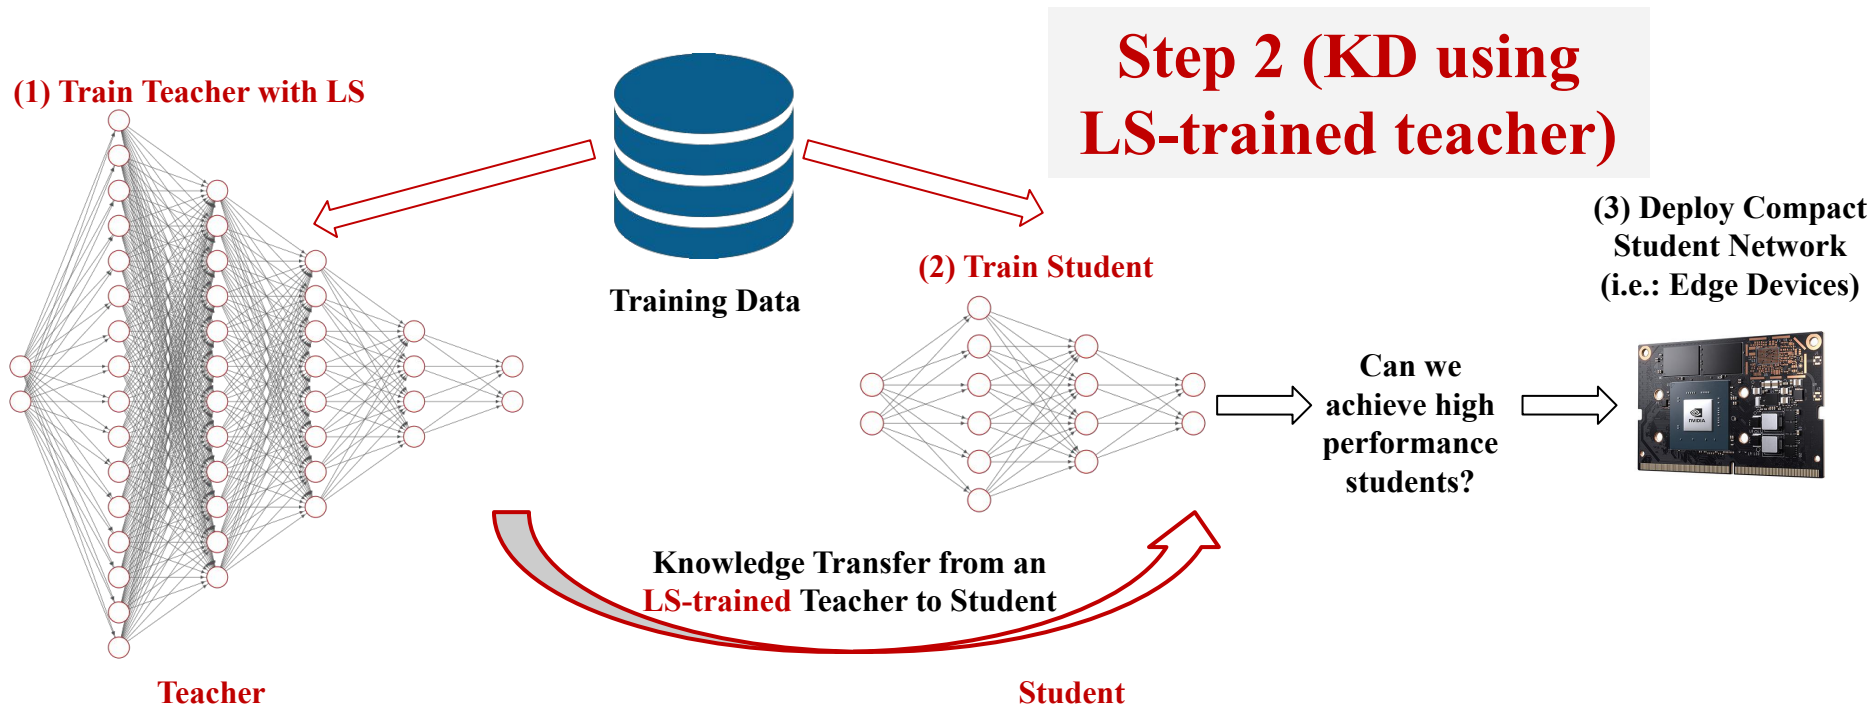 Step 2 (KD using
LS-trained teacher)
(1) Train Teacher with LS
Training Data
(2) Train Student
(3) Deploy Compact
Student Network
(i.e.: Edge Devices)
Can we
achieve high
performance
students?
NVIDIA
Knowledge Transfer from an
LS-trained Teacher to Student
Teacher
Student